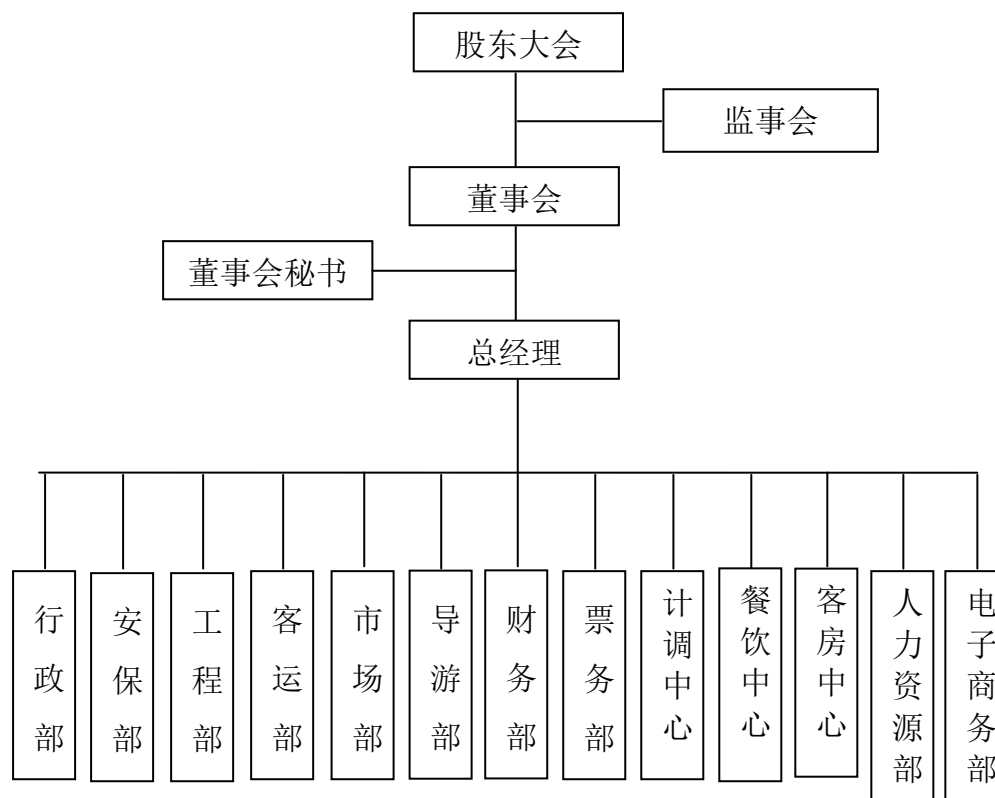 股东大会
监事会
董事会
董事会秘书
总经理
行政部
安保部
工程部
客运部
市场部
导游部
财务部
票务部
计调中心
餐饮中心
客房中心
人力资源部
电子商务部